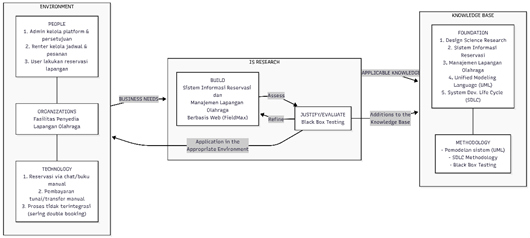 ENVIRONMENT
PEOPLE
1. Admin kelola platform &
persetujuan
2. Renter kelola jadwal &
pesanan
3. User lakukan reservasi
lapangan
ORGANIZATIONS
Fasilitas Penyedia
Lapangan Olahraga
TECHNOLOGY
1. Reservasi via chat/buku
manual
2. Pembayaran
tunai/transfer manual
3. Proses tidak terintegrasi
(sering double booking)
BUSINESS NEEDS
IS RESEARCH
BUILD
Sistem Informasi Reservasi
dan
Manajemen Lapangan
Olahraga
Berbasis Web (FieldMax)
Assess
Refine
JUSTIFY/EVALUATE
Black Box Testing
Application in the
Appropriate Environment
APPLICABLE KNOWLEDGE
Additions to the
Knowledge Base
KNOWLEDGE BASE
FOUNDATION
1. Design Science Research
2. Sistem Informasi
Reservasi
3. Manajemen Lapangan
Olahraga
4. Unified Modeling
Language (UML)
5. System Dev. Life Cycle
(SDLC)
METHODOLOGY
- Pemodelan sistem (UML)
- SDLC Methodology
- Black Box Testing